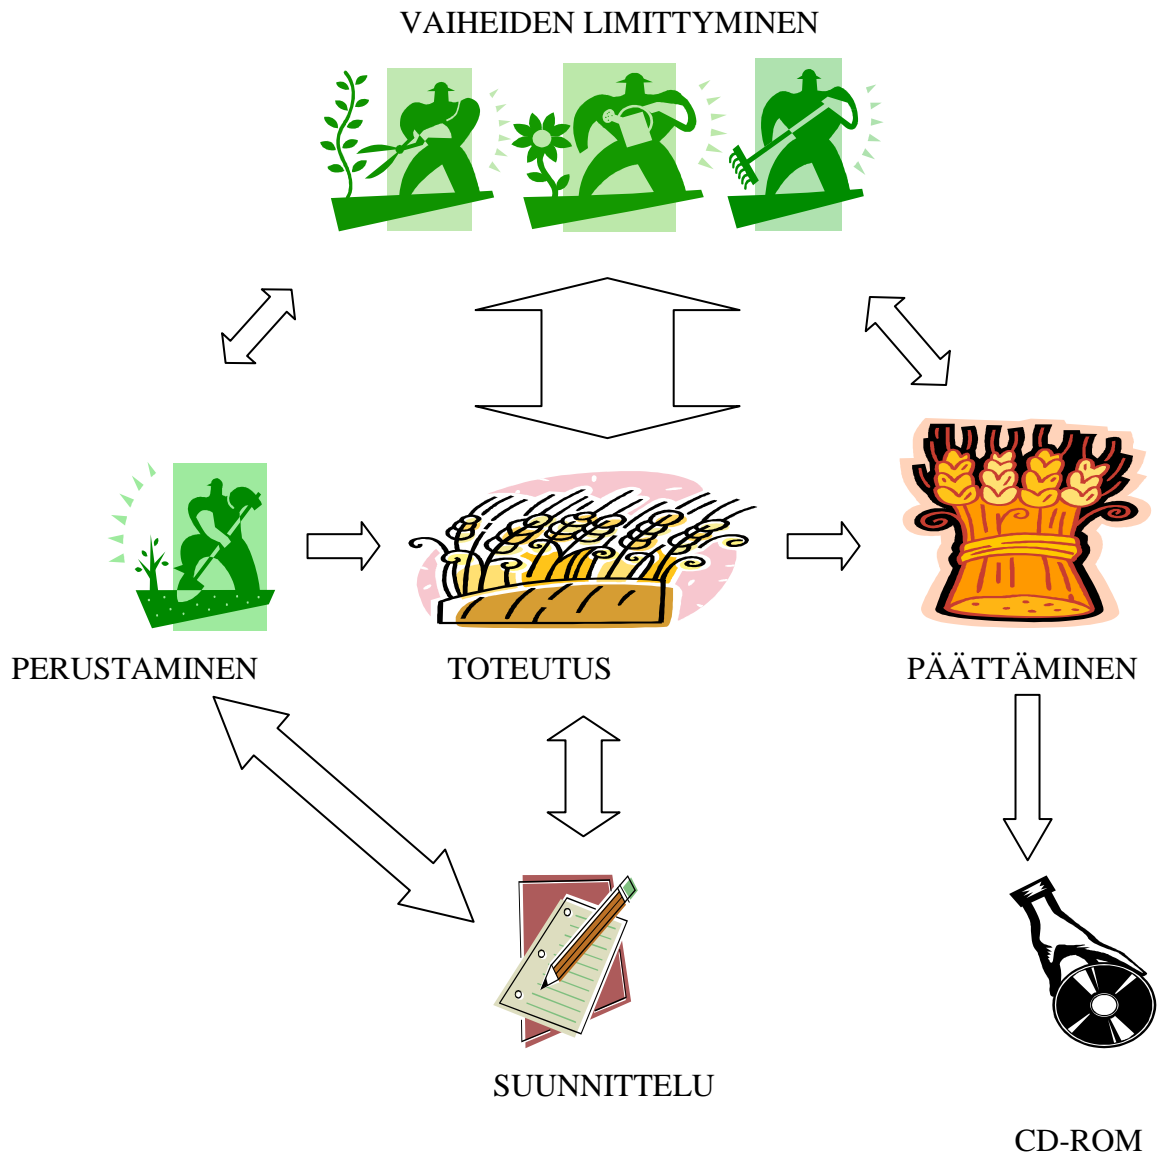 VAIHEIDEN LIMITTYMINEN
PERUSTAMINEN
TOTEUTUS
PÄÄTTÄMINEN
SUUNNITTELU
CD-ROM